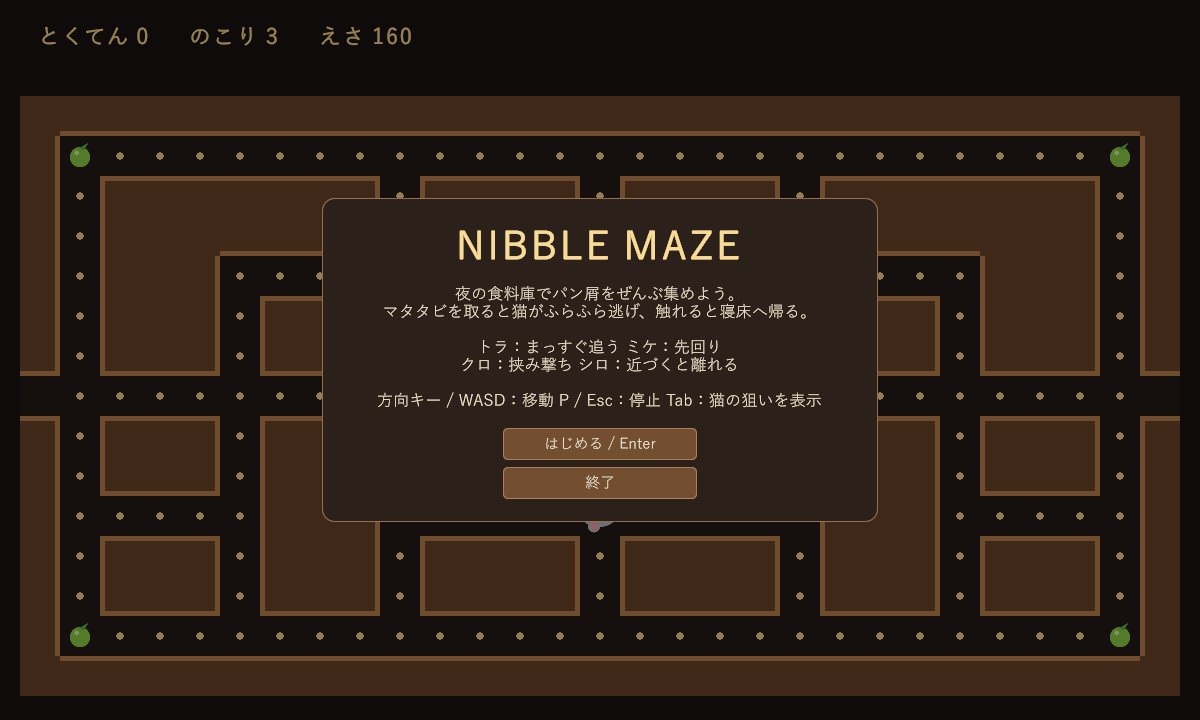 とくてん 0 のこり 3 えさ 160
NIBBLE MAZE
夜の食料庫でパン屑をぜんぶ集めよう。
マタタビを取ると猫がふらふら逃げ、触れると寝床へ帰る。
トラ：まっすぐ追う ミケ：先回り
クロ：挟み撃ち シロ：近づくと離れる
方向キー / WASD：移動 P / Esc：停止 Tab：猫の狙いを表示
はじめる / Enter
終了